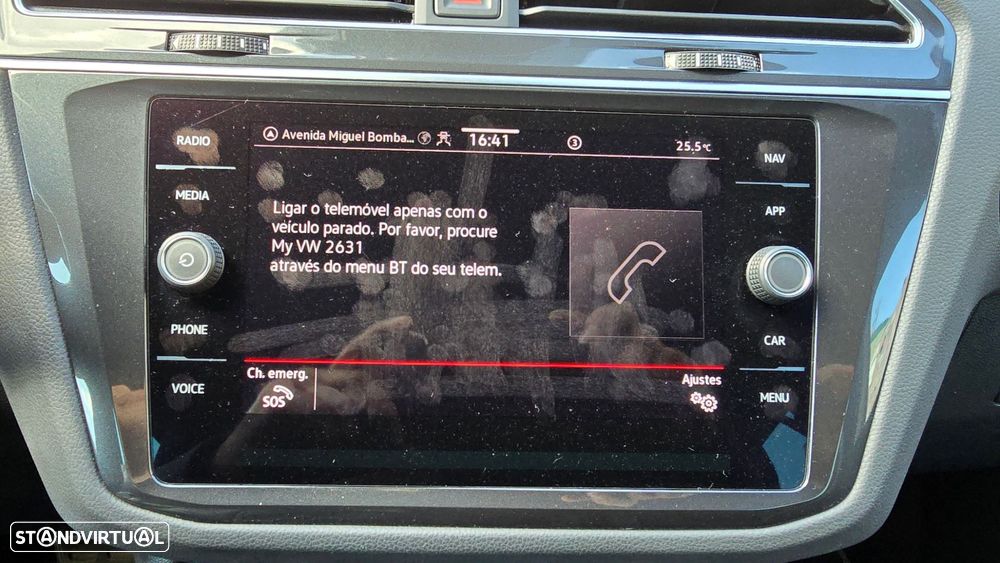 RADIO
MEDIA
PHONE
VOICE
Avenida Miguel Bomba...
16:41
3
25.5°C
Ligar o telemóvel apenas com o
veículo parado. Por favor, procure
My VW 2631
através do menu BT do seu telem.
Ch. emerg.
SOS
Ajustes
NAV
APP
CAR
MENU
STANDVIRTUAL